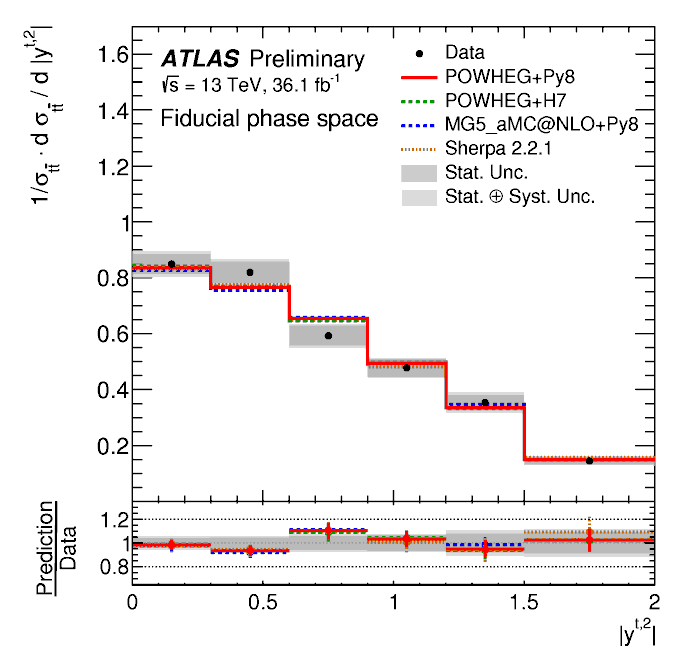 1/σ_tt̄ · d σ_tt̄ / d |y^{t,2}|
ATLAS Preliminary
√s = 13 TeV, 36.1 fb⁻¹
Fiducial phase space
Data
POWHEG+Py8
POWHEG+H7
MG5_aMC@NLO+Py8
Sherpa 2.2.1
Stat. Unc.
Stat. ⊕ Syst. Unc.
1.6
1.4
1.2
1
0.8
0.6
0.4
0.2
Prediction
Data
1.2
1
0.8
0 0.5 1 1.5 2
|y^{t,2}|